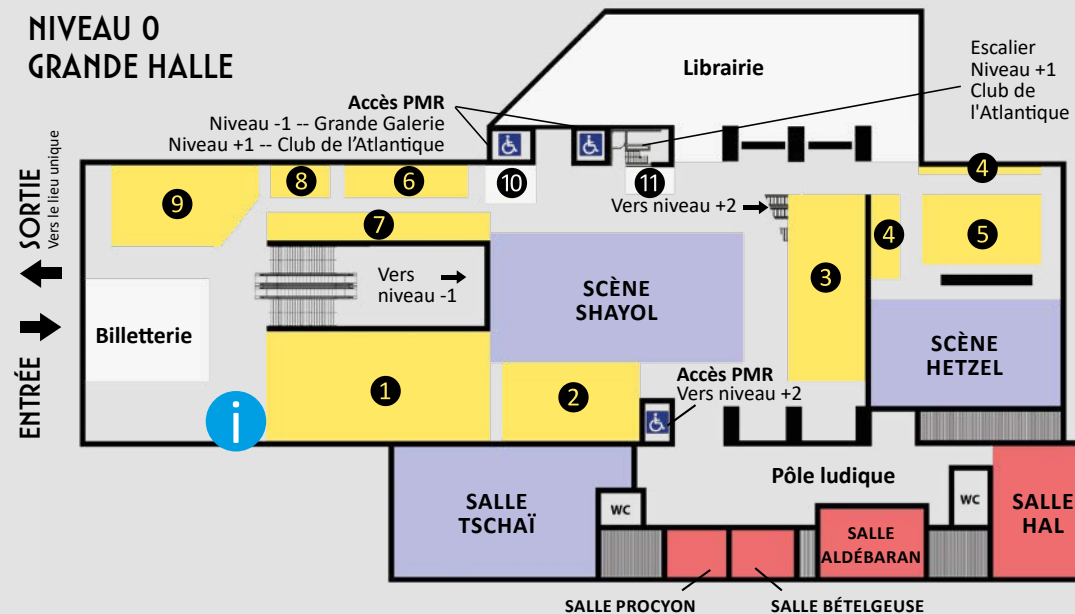 NIVEAU 0
GRANDE HALLE
Librairie
Escalier
Niveau +1
Club de
l'Atlantique
Accès PMR
Niveau -1 -- Grande Galerie
Niveau +1 -- Club de l’Atlantique
SORTIE
Vers le lieu unique
ENTRÉE
9
8
6
10
11
4
7
Vers niveau +2
4
5
3
Vers
niveau -1
SCÈNE
SHAYOL
Billetterie
SCÈNE
HETZEL
1
2
Accès PMR
Vers niveau +2
i
Pôle ludique
SALLE
TSCHAÏ
WC
WC
SALLE
HAL
SALLE
ALDÉBARAN
SALLE PROCYON
SALLE BÉTELGEUSE